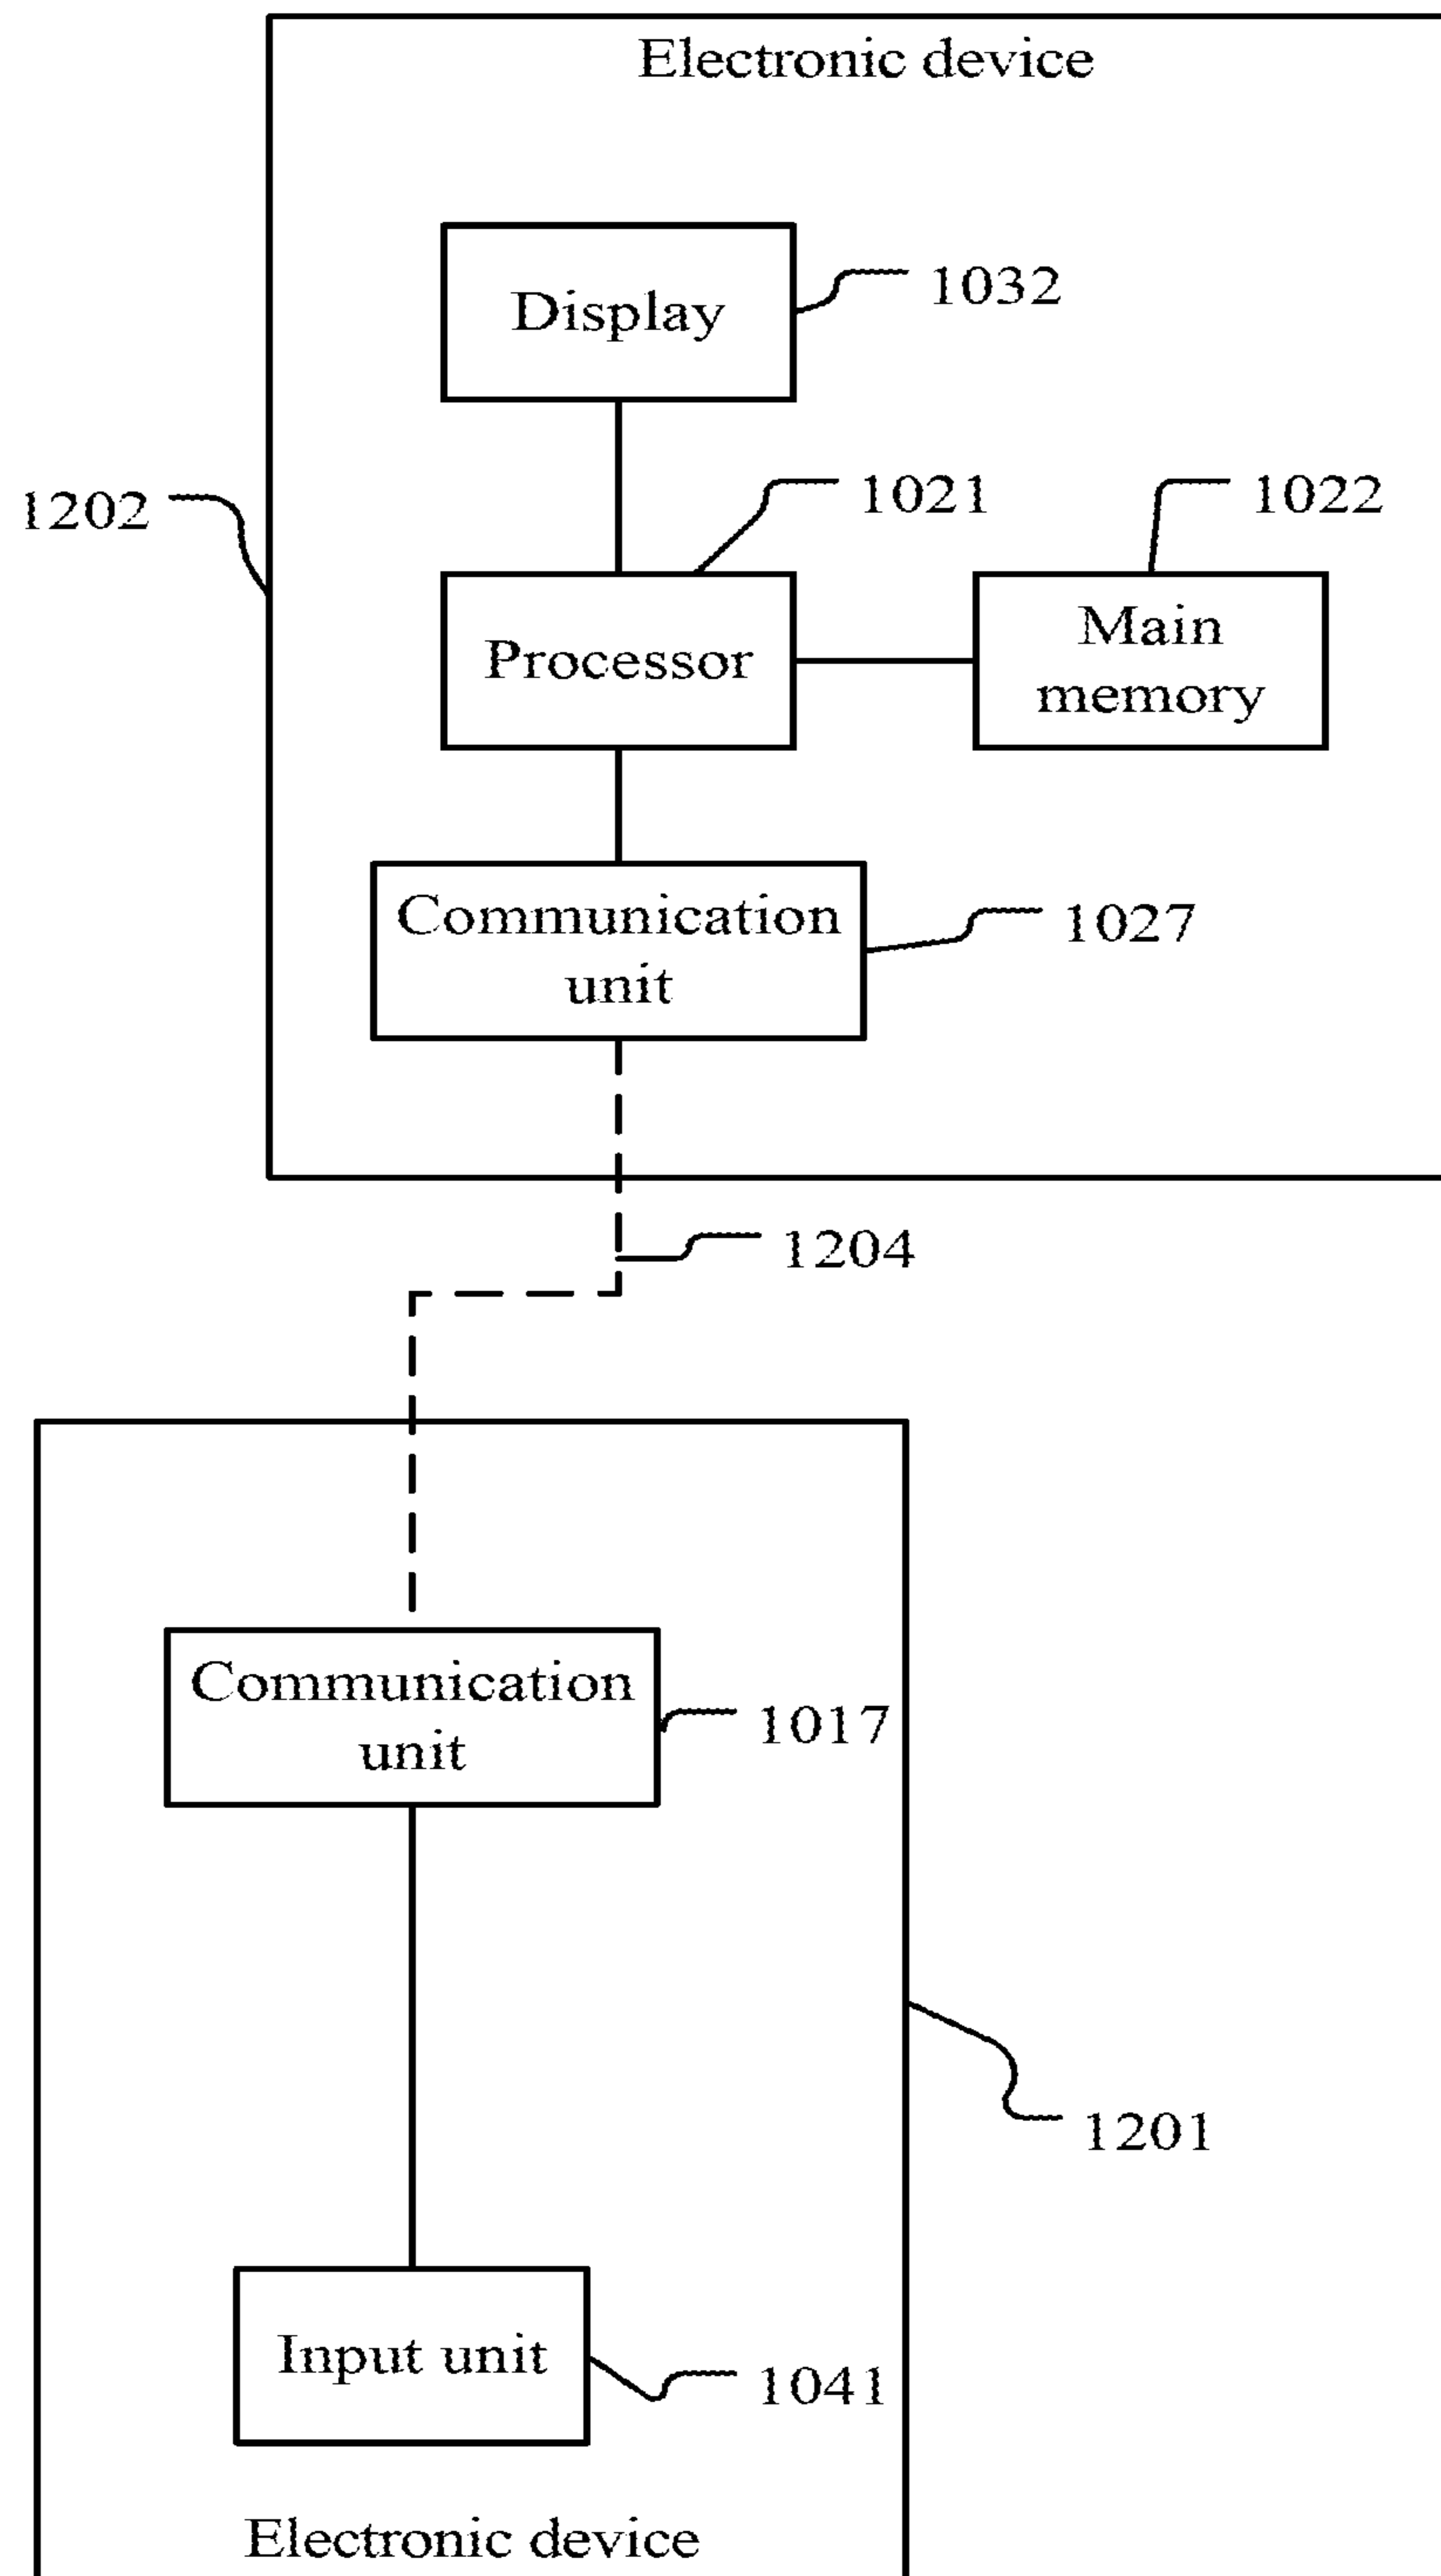 Electronic device
Display
1032
1202
1021
1022
Processor
Main
memory
Communication
unit
1027
1204
Communication
unit
1017
1201
Input unit
1041
Electronic device